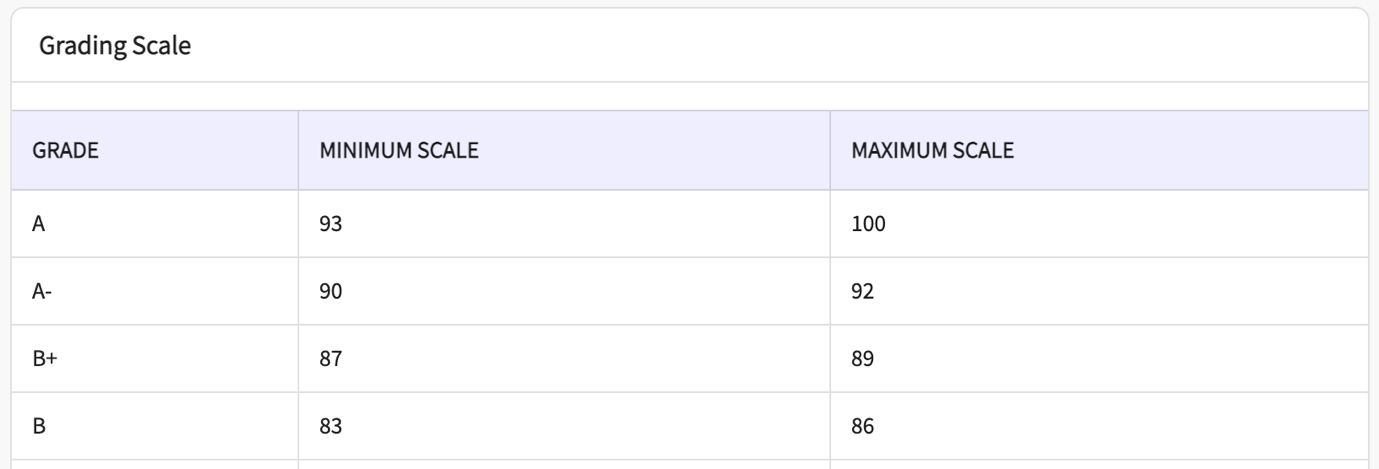 Grading Scale
GRADE MINIMUM SCALE MAXIMUM SCALE
A 93 100
A- 90 92
B+ 87 89
B 83 86